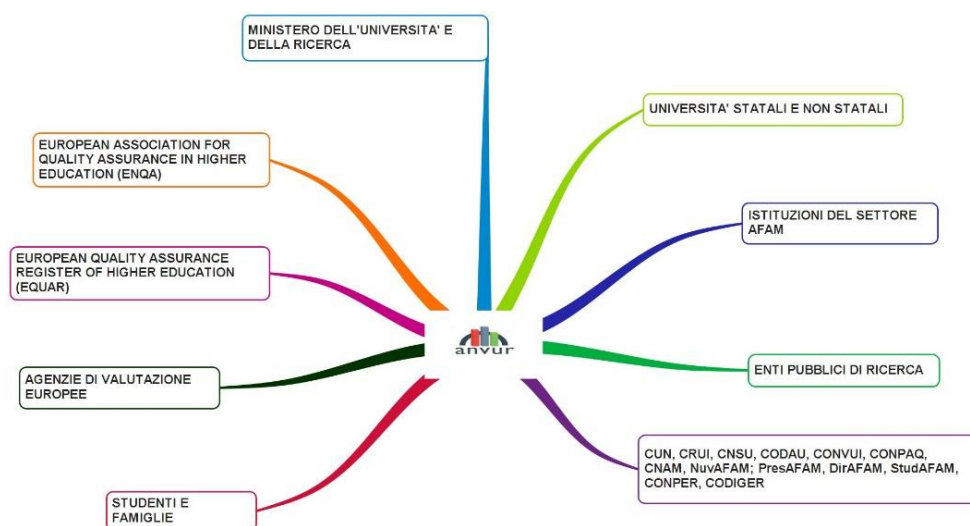 MINISTERO DELL'UNIVERSITA' E
DELLA RICERCA
UNIVERSITA' STATALI E NON STATALI
EUROPEAN ASSOCIATION FOR
QUALITY ASSURANCE IN HIGHER
EDUCATION (ENQA)
ISTITUZIONI DEL SETTORE
AFAM
EUROPEAN QUALITY ASSURANCE
REGISTER OF HIGHER EDUCATION
(EQUAR)
anvur
ENTI PUBBLICI DI RICERCA
AGENZIE DI VALUTAZIONE
EUROPEE
CUN, CRUI, CNSU, CODAU, CONVUI, CONPAQ,
CNAM, NuvAFAM; PresAFAM, DirAFAM, StudAFAM,
CONPER, CODIGER
STUDENTI E
FAMIGLIE